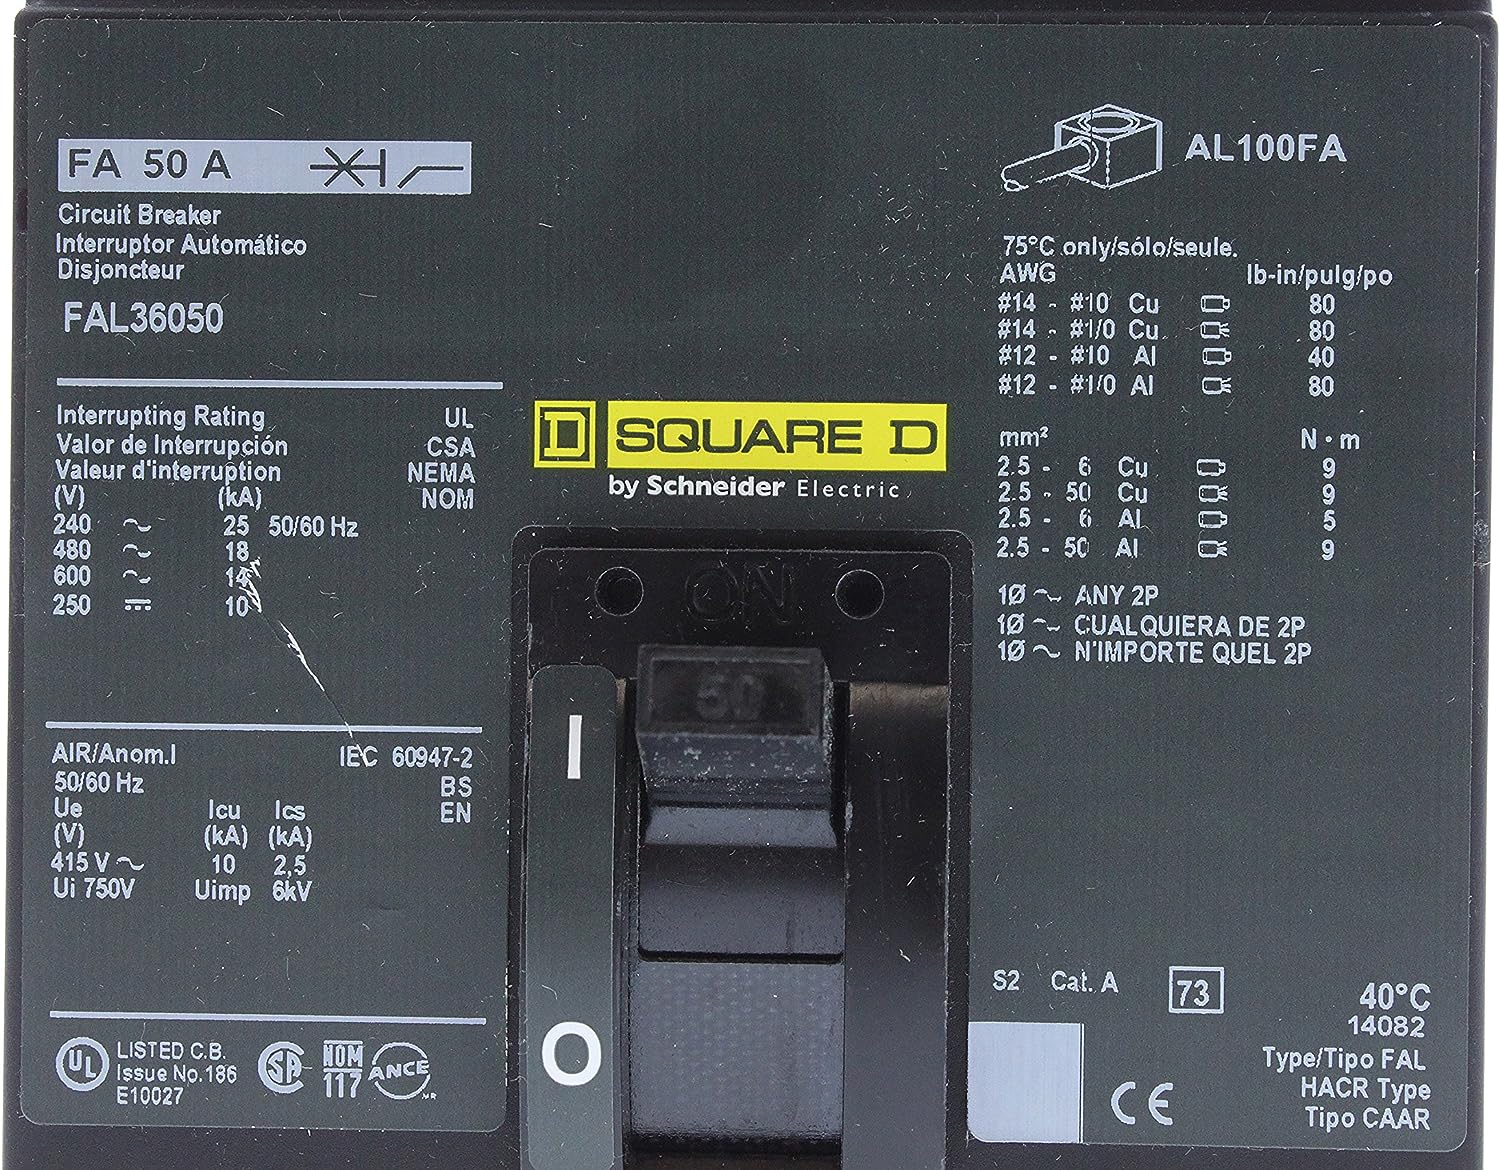 FA 50 A
Circuit Breaker
Interruptor Automático
Disjoncteur
FAL36050
Interrupting Rating UL
Valor de Interrupción CSA
Valeur d'interruption NEMA
(V) (kA) NOM
240 25 50/60 Hz
480 18
600 14
250 10
AIR/Anom.I IEC 60947-2
50/60 Hz BS
Ue Icu Ics EN
(V) (kA) (kA)
415 V 10 2,5
Ui 750V Uimp 6kV
UL LISTED C.B.
Issue No.186
E10027
SA
NOM
117
ANCE
MR
D SQUARE D
by Schneider Electric
ON
50
I
O
AL100FA
75°C only/sólo/seule.
AWG lb-in/pulg/po
#14 - #10 Cu 80
#14 - #1/0 Cu 80
#12 - #10 Al 40
#12 - #1/0 Al 80
mm² N·m
2.5 - 6 Cu 9
2.5 - 50 Cu 9
2.5 - 6 Al 5
2.5 - 50 Al 9
1Ø ~ ANY 2P
1Ø ~ CUALQUIERA DE 2P
1Ø ~ N'IMPORTE QUEL 2P
S2 Cat. A 73
40°C
14082
Type/Tipo FAL
HACR Type
Tipo CAAR
CE